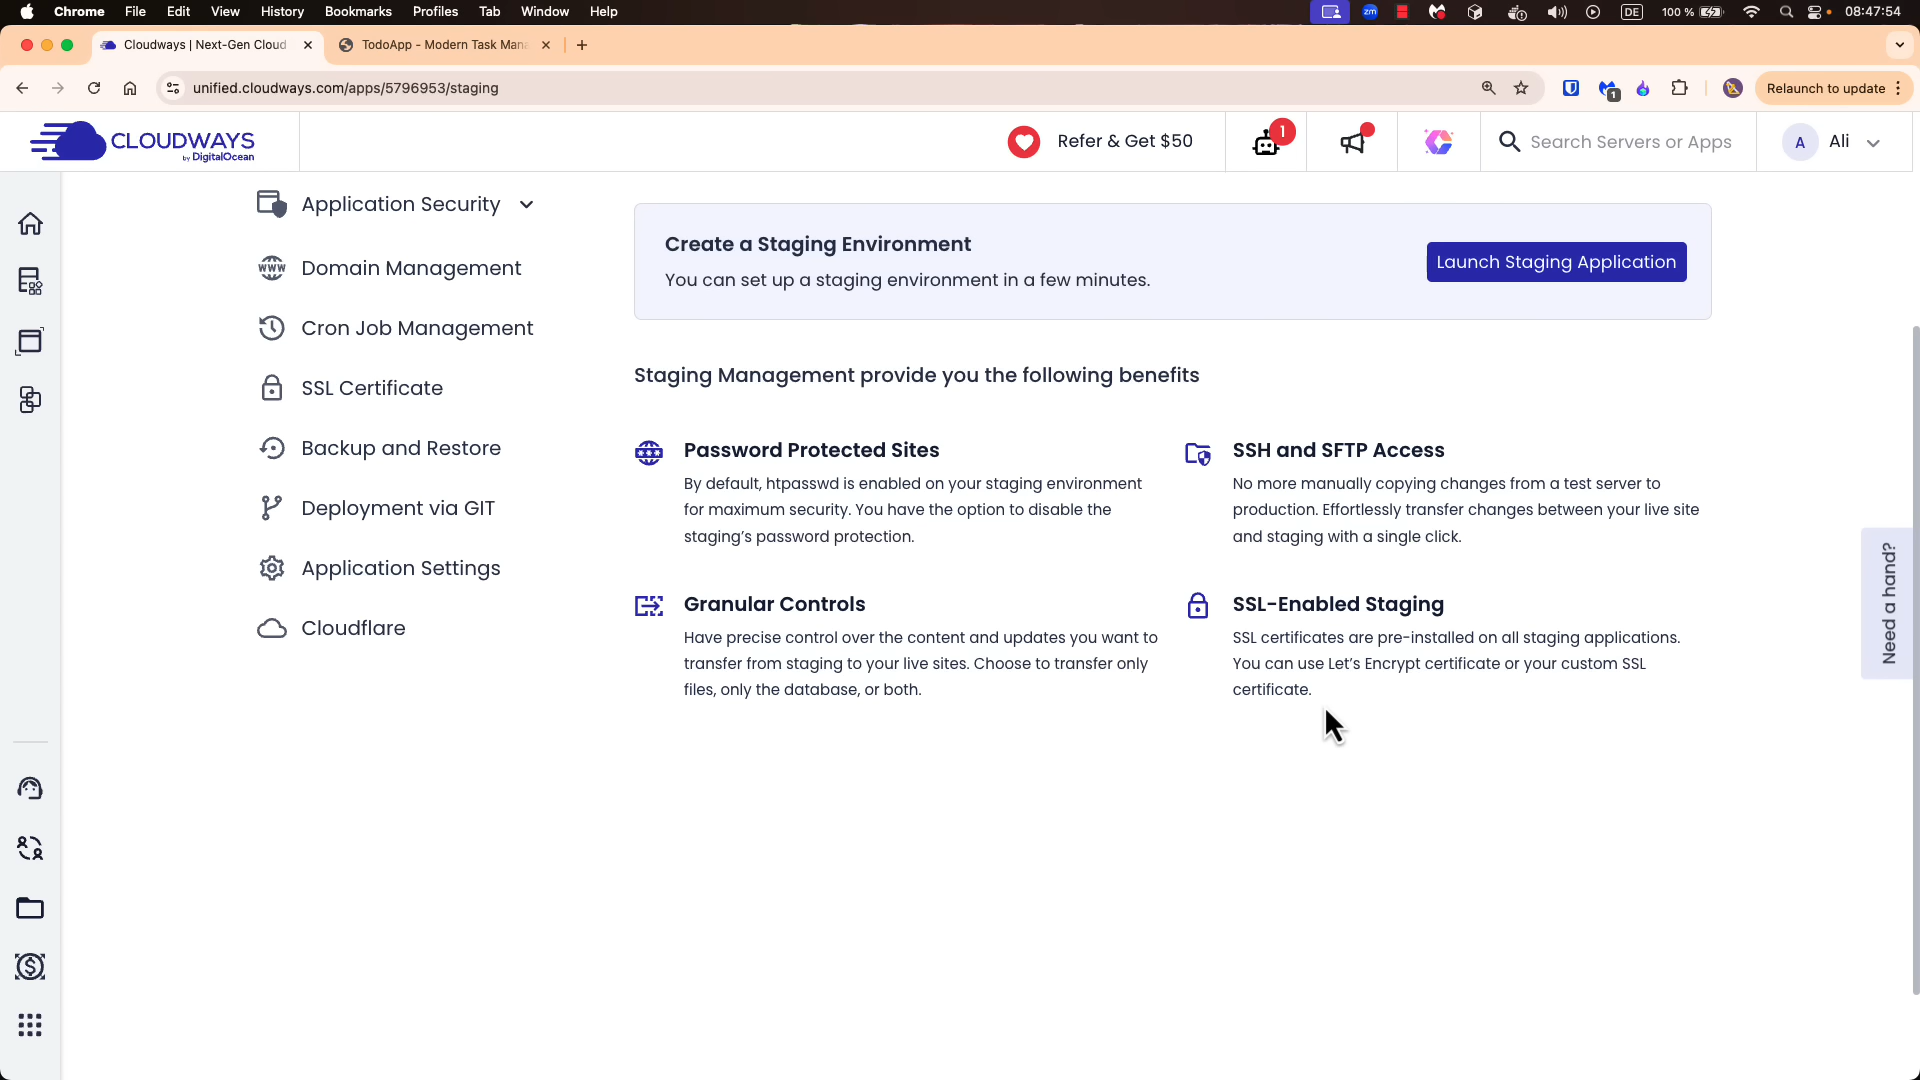 Chrome File Edit View History Bookmarks Profiles Tab Window Help zm DE 100 % 08:47:54
Cloudways | Next-Gen Cloud TodoApp - Modern Task Mana
unified.cloudways.com/apps/5796953/staging 1 Relaunch to update
CLOUDWAYS
by DigitalOcean
Refer & Get $50 1 Search Servers or Apps A Ali
Application Security
Domain Management
Cron Job Management
SSL Certificate
Backup and Restore
Deployment via GIT
Application Settings
Cloudflare
Create a Staging Environment
You can set up a staging environment in a few minutes.
Launch Staging Application
Staging Management provide you the following benefits
Password Protected Sites
By default, htpasswd is enabled on your staging environment
for maximum security. You have the option to disable the
staging's password protection.
SSH and SFTP Access
No more manually copying changes from a test server to
production. Effortlessly transfer changes between your live site
and staging with a single click.
Granular Controls
Have precise control over the content and updates you want to
transfer from staging to your live sites. Choose to transfer only
files, only the database, or both.
SSL-Enabled Staging
SSL certificates are pre-installed on all staging applications.
You can use Let's Encrypt certificate or your custom SSL
certificate.
Need a hand?